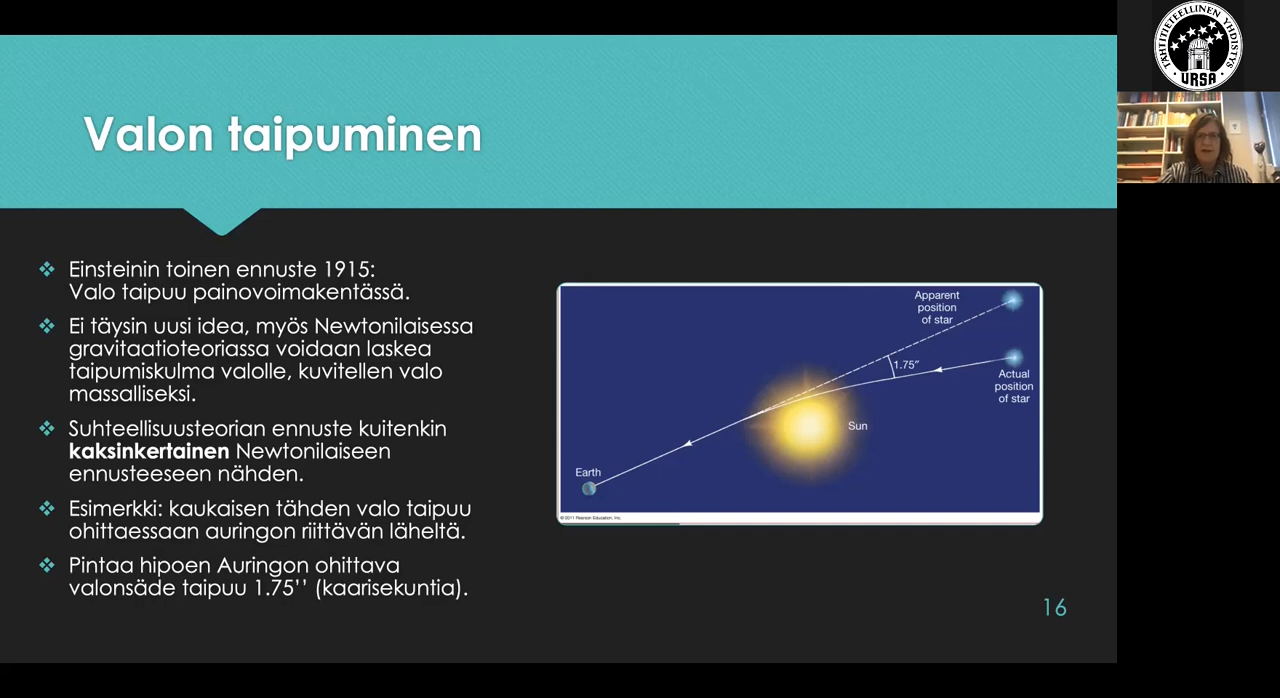 Valon taipuminen
❖ Einsteinin toinen ennuste 1915:
Valo taipuu painovoimakentässä.
❖ Ei täysin uusi idea, myös Newtonilaisessa
gravitaatioteoriassa voidaan laskea
taipumiskulma valolle, kuvitellen valo
massalliseksi.
❖ Suhteellisuusteorian ennuste kuitenkin
kaksinkertainen Newtonilaiseen
ennusteeseen nähden.
❖ Esimerkki: kaukaisen tähden valo taipuu
ohittaessaan auringon riittävän läheltä.
❖ Pintaa hipoen Auringon ohittava
valonsäde taipuu 1.75’’ (kaarisekuntia).
Apparent
position
of star
1.75″
Actual
position
of star
Sun
Earth
© 2011 Pearson Education, Inc.
16
TÄHTITIETEELLINEN YHDISTYS
URSA